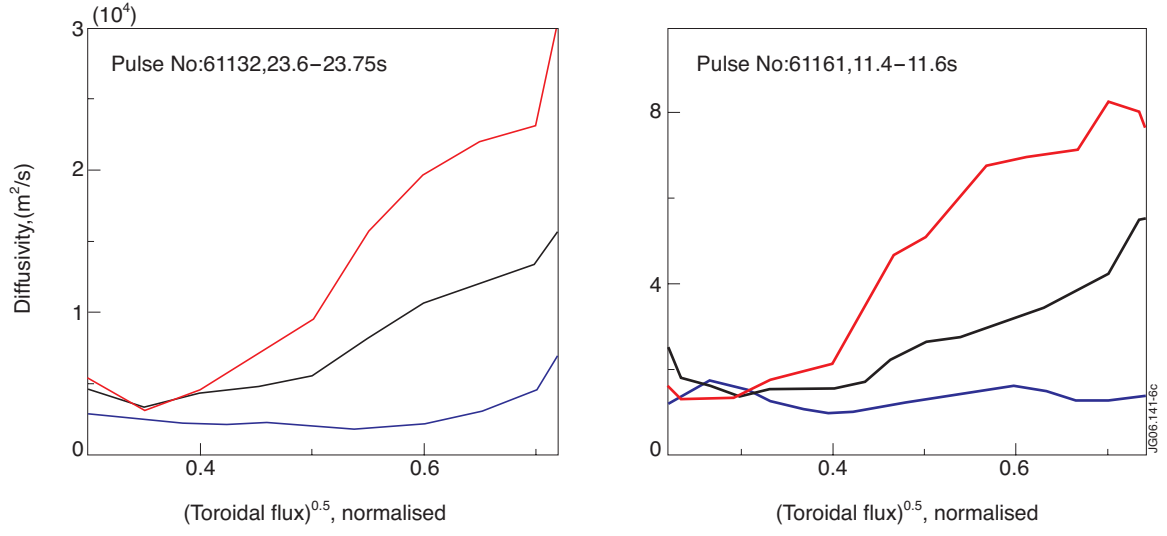 (10⁴)
3
2
1
0
Diffusivity,(m²/s)
Pulse No:61132,23.6–23.75s
0.4
0.6
(Toroidal flux)⁰·⁵, normalised
8
4
0
Pulse No:61161,11.4–11.6s
0.4
0.6
(Toroidal flux)⁰·⁵, normalised
JG06.141-6c